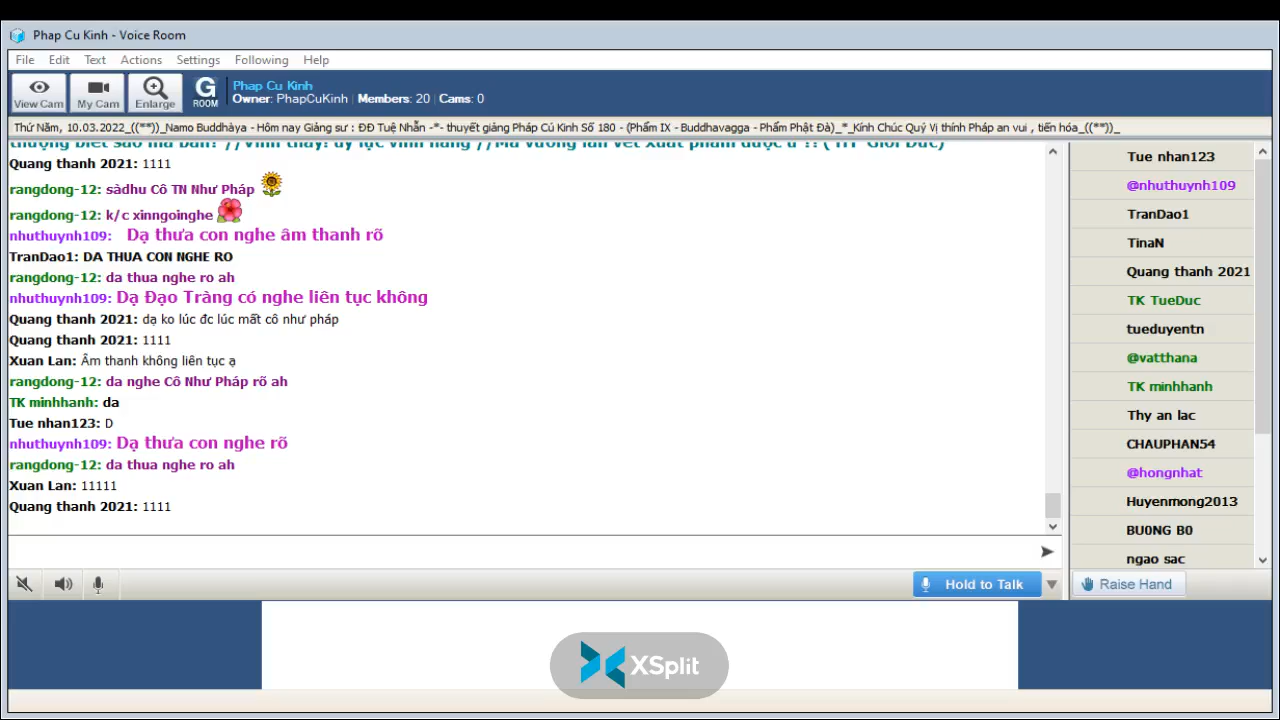 Phap Cu Kinh - Voice Room
File Edit Text Actions Settings Following Help
View Cam My Cam Enlarge G ROOM
Phap Cu Kinh
Owner: PhapCuKinh | Members: 20 | Cams: 0
Thứ Năm, 10.03.2022_((**))_Namo Buddhàya - Hôm nay Giảng sư : ĐĐ Tuệ Nhẫn -*- thuyết giảng Pháp Cú Kinh Số 180 - (Phẩm IX - Buddhavagga - Phẩm Phật Đà)_*_Kính Chúc Quý Vị thính Pháp an vui , tiến hóa_((**))_
Quang thanh 2021: 1111
rangdong-12: sàdhu Cô TN Như Pháp
rangdong-12: k/c xinngoinghe
nhuthuynh109: Dạ thưa con nghe âm thanh rõ
TranDao1: DA THUA CON NGHE RO
rangdong-12: da thua nghe ro ah
nhuthuynh109: Dạ Đạo Tràng có nghe liên tục không
Quang thanh 2021: dạ ko lúc đc lúc mất cô như pháp
Quang thanh 2021: 1111
Xuan Lan: Âm thanh không liên tục ạ
rangdong-12: da nghe Cô Như Pháp rõ ah
TK minhhanh: da
Tue nhan123: D
nhuthuynh109: Dạ thưa con nghe rõ
rangdong-12: da thua nghe ro ah
Xuan Lan: 11111
Quang thanh 2021: 1111
Tue nhan123
@nhuthuynh109
TranDao1
TinaN
Quang thanh 2021
TK TueDuc
tueduyentn
@vatthana
TK minhhanh
Thy an lac
CHAUPHAN54
@hongnhat
Huyenmong2013
BU0NG B0
ngao sac
Hold to Talk
Raise Hand
XSplit